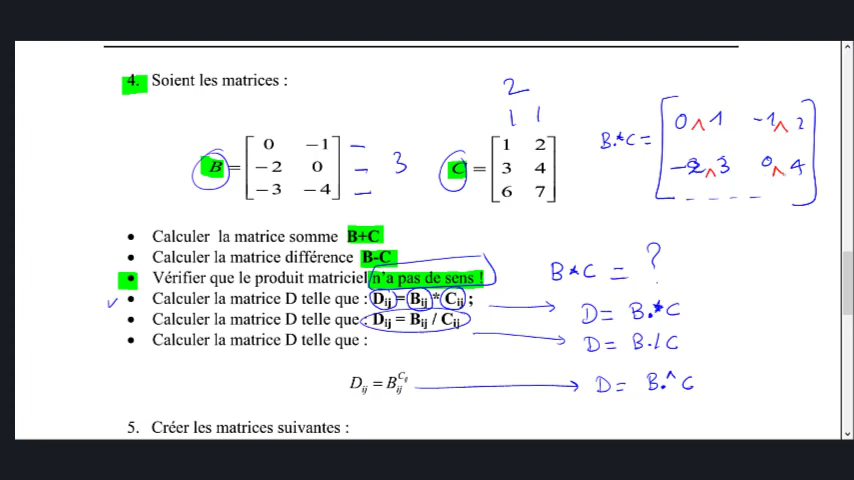 4. Soient les matrices :
2
1 1
B = [ 0 −1
−2 0
−3 −4 ] 3
C = [ 1 2
3 4
6 7 ]
B.*C = [ 0^1 -1^2
-2^3 0^4
- - - - - - ]
• Calculer la matrice somme B+C
• Calculer la matrice différence B-C
• Vérifier que le produit matriciel n'a pas de sens !
B*C = ?
• Calculer la matrice D telle que : Dij = Bij * Cij ;
D = B.*C
• Calculer la matrice D telle que : Dij = Bij / Cij
D = B./C
• Calculer la matrice D telle que :
Dij = Bij^Cij
D = B.^C
5. Créer les matrices suivantes :